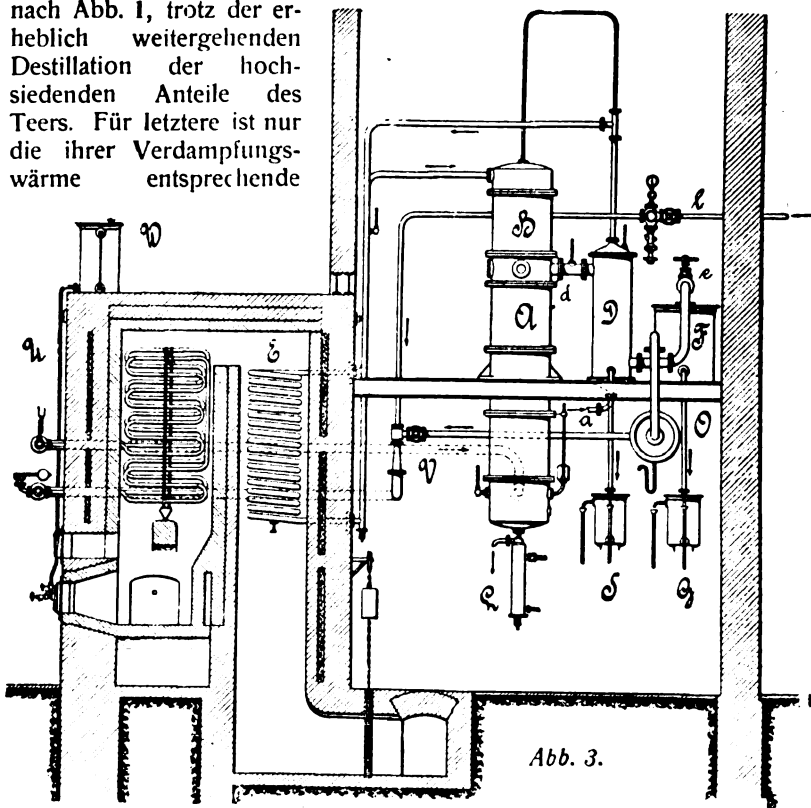 nach Abb. 1, trotz der er-
heblich weitergehenden
Destillation der hoch-
siedenden Anteile des
Teers. Für letztere ist nur
die ihrer Verdampfungs-
wärme entsprechende
W
B
l
e
d
A
D
F
U
E
a
O
V
J
S
G
Abb. 3.